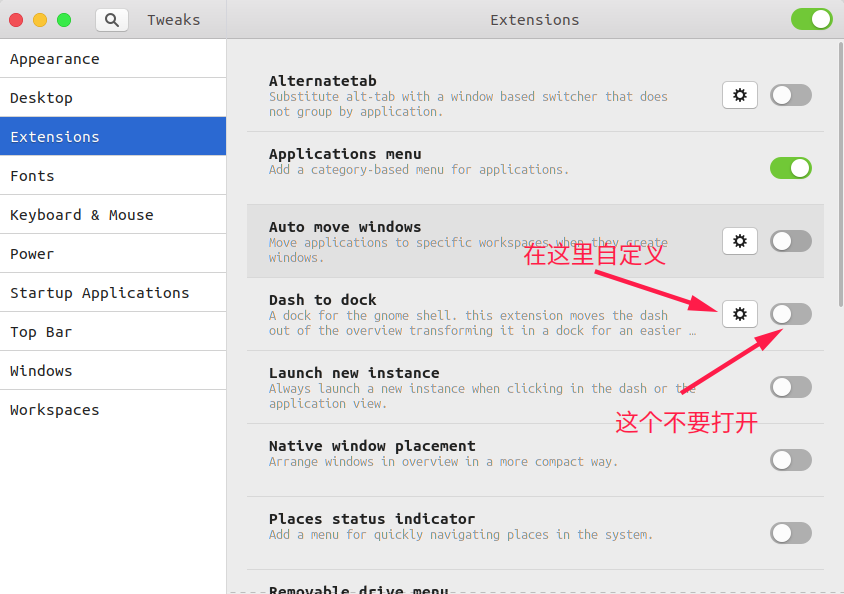 Tweaks
Extensions
Appearance
Desktop
Extensions
Fonts
Keyboard & Mouse
Power
Startup Applications
Top Bar
Windows
Workspaces
Alternatetab
Substitute alt-tab with a window based switcher that does
not group by application.
Applications menu
Add a category-based menu for applications.
Auto move windows
Move applications to specific workspaces when they create
windows.
在这里自定义
Dash to dock
A dock for the gnome shell. this extension moves the dash
out of the overview transforming it in a dock for an easier …
Launch new instance
Always launch a new instance when clicking in the dash or the
application view.
这个不要打开
Native window placement
Arrange windows in overview in a more compact way.
Places status indicator
Add a menu for quickly navigating places in the system.
Removable drive menu